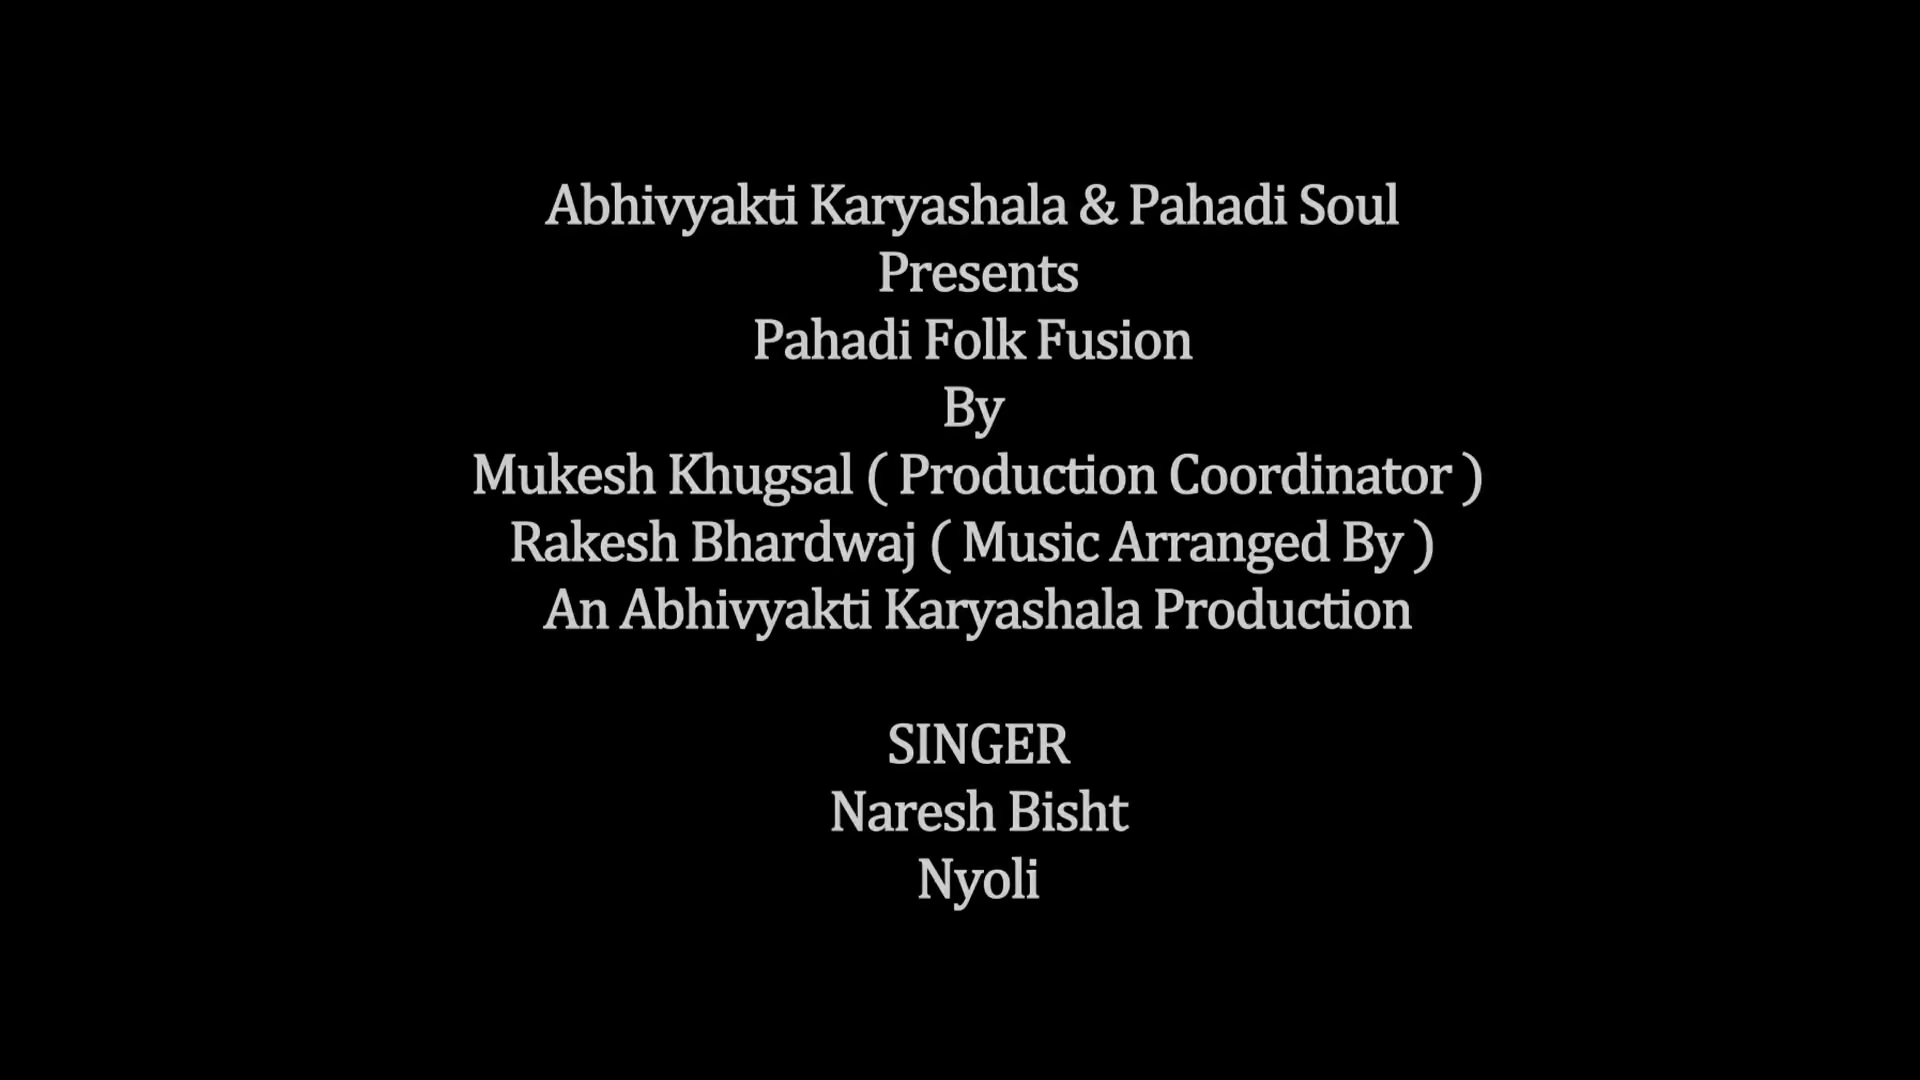 Abhivyakti Karyashala & Pahadi Soul
Presents
Pahadi Folk Fusion
By
Mukesh Khugsal ( Production Coordinator )
Rakesh Bhardwaj ( Music Arranged By )
An Abhivyakti Karyashala Production
SINGER
Naresh Bisht
Nyoli